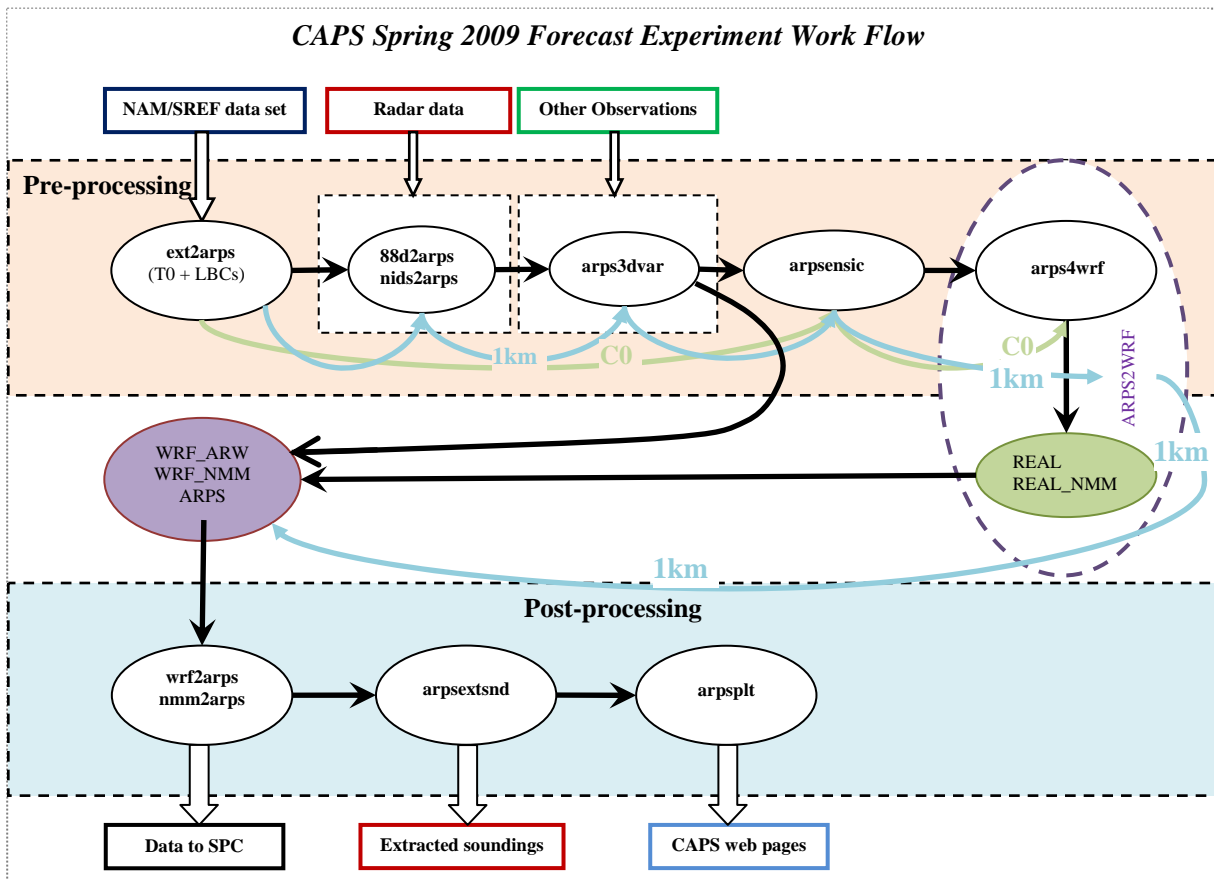 CAPS Spring 2009 Forecast Experiment Work Flow
NAM/SREF data set
Radar data
Other Observations
Pre-processing
ext2arps
(T0 + LBCs)
88d2arps
nids2arps
arps3dvar
arpsensic
arps4wrf
1km
C0
C0
1km
ARPS2WRF
1km
WRF_ARW
WRF_NMM
ARPS
REAL
REAL_NMM
1km
Post-processing
wrf2arps
nmm2arps
arpsextsnd
arpsplt
Data to SPC
Extracted soundings
CAPS web pages